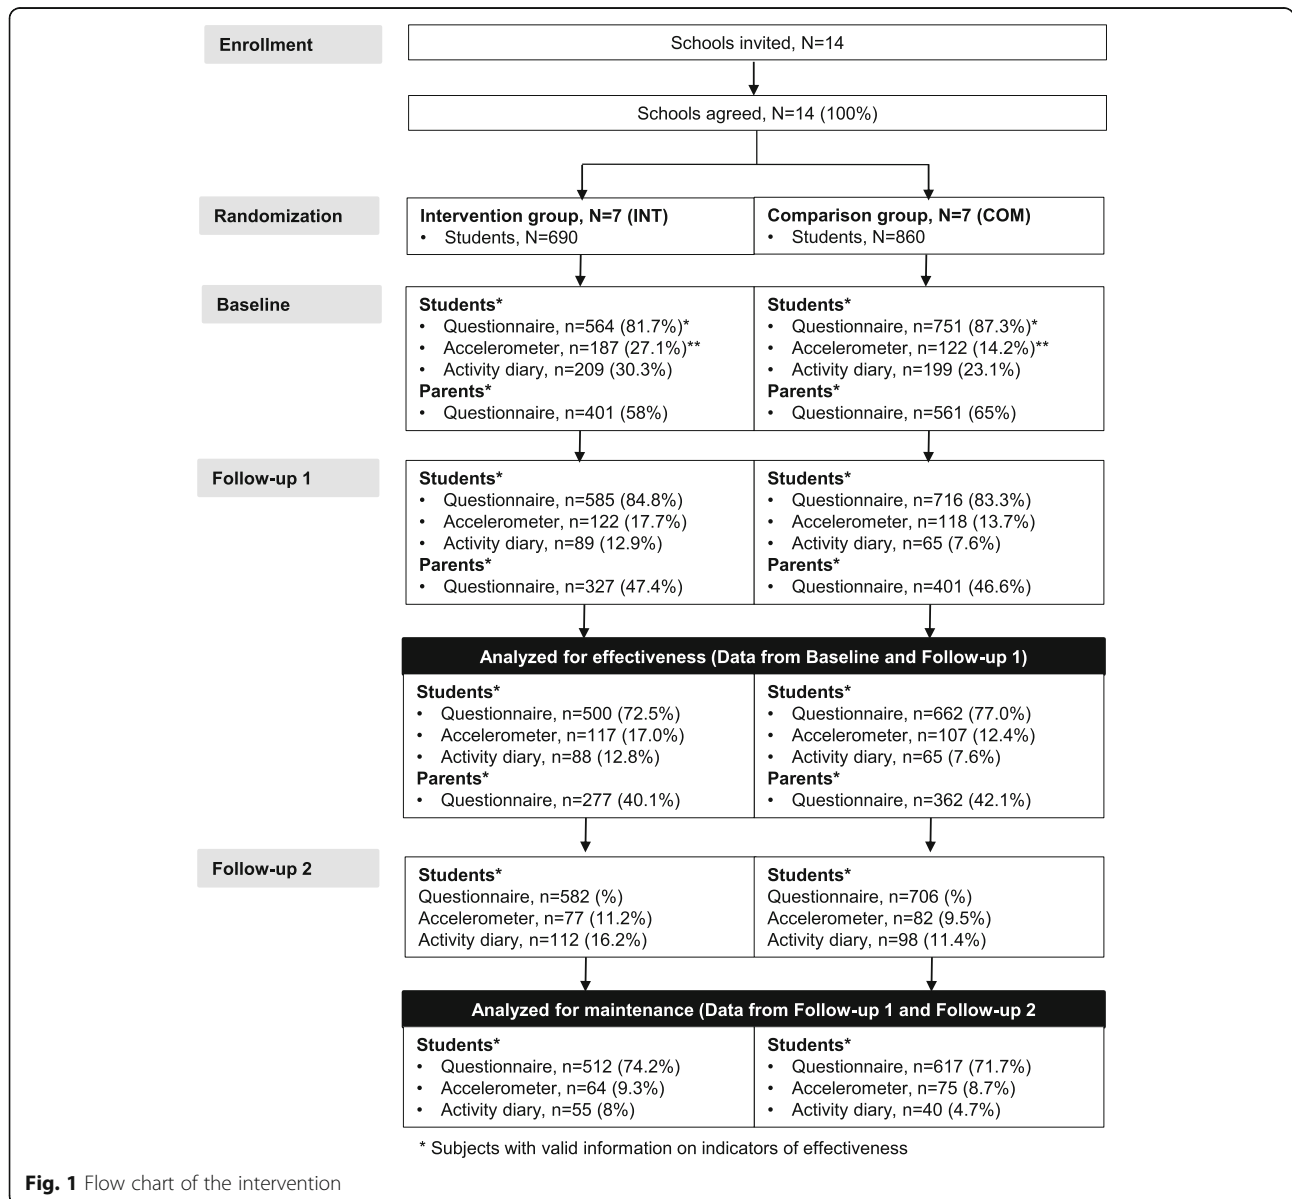 Enrollment
Schools invited, N=14
Schools agreed, N=14 (100%)
Randomization
Intervention group, N=7 (INT)
• Students, N=690
Comparison group, N=7 (COM)
• Students, N=860
Baseline
Students*
• Questionnaire, n=564 (81.7%)*
• Accelerometer, n=187 (27.1%)**
• Activity diary, n=209 (30.3%)
Parents*
• Questionnaire, n=401 (58%)
Students*
• Questionnaire, n=751 (87.3%)*
• Accelerometer, n=122 (14.2%)**
• Activity diary, n=199 (23.1%)
Parents*
• Questionnaire, n=561 (65%)
Follow-up 1
Students*
• Questionnaire, n=585 (84.8%)
• Accelerometer, n=122 (17.7%)
• Activity diary, n=89 (12.9%)
Parents*
• Questionnaire, n=327 (47.4%)
Students*
• Questionnaire, n=716 (83.3%)
• Accelerometer, n=118 (13.7%)
• Activity diary, n=65 (7.6%)
Parents*
• Questionnaire, n=401 (46.6%)
Analyzed for effectiveness (Data from Baseline and Follow-up 1)
Students*
• Questionnaire, n=500 (72.5%)
• Accelerometer, n=117 (17.0%)
• Activity diary, n=88 (12.8%)
Parents*
• Questionnaire, n=277 (40.1%)
Students*
• Questionnaire, n=662 (77.0%)
• Accelerometer, n=107 (12.4%)
• Activity diary, n=65 (7.6%)
Parents*
• Questionnaire, n=362 (42.1%)
Follow-up 2
Students*
Questionnaire, n=582 (%)
Accelerometer, n=77 (11.2%)
Activity diary, n=112 (16.2%)
Students*
Questionnaire, n=706 (%)
Accelerometer, n=82 (9.5%)
Activity diary, n=98 (11.4%)
Analyzed for maintenance (Data from Follow-up 1 and Follow-up 2
Students*
• Questionnaire, n=512 (74.2%)
• Accelerometer, n=64 (9.3%)
• Activity diary, n=55 (8%)
Students*
• Questionnaire, n=617 (71.7%)
• Accelerometer, n=75 (8.7%)
• Activity diary, n=40 (4.7%)
* Subjects with valid information on indicators of effectiveness
Fig. 1 Flow chart of the intervention